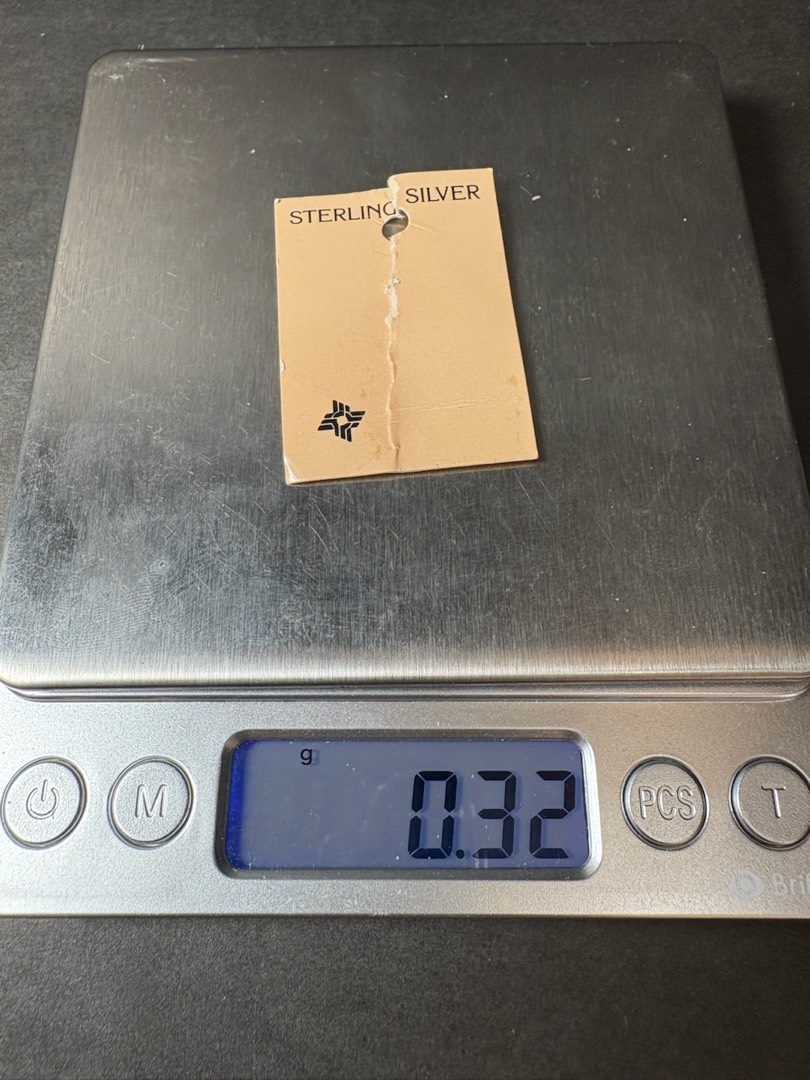 STERLING SILVER
g
0.32
M
PCS
T